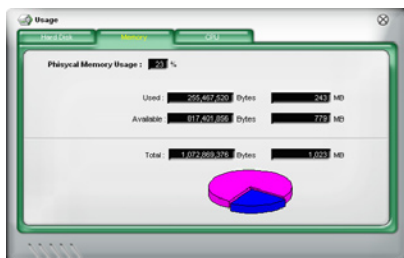 Usage
Hard Disk Memory CPU
Phisycal Memory Usage : 23 %
Used : 255,467,520 Bytes 243 MB
Available : 817,401,856 Bytes 779 MB
Total : 1,072,869,376 Bytes 1,023 MB